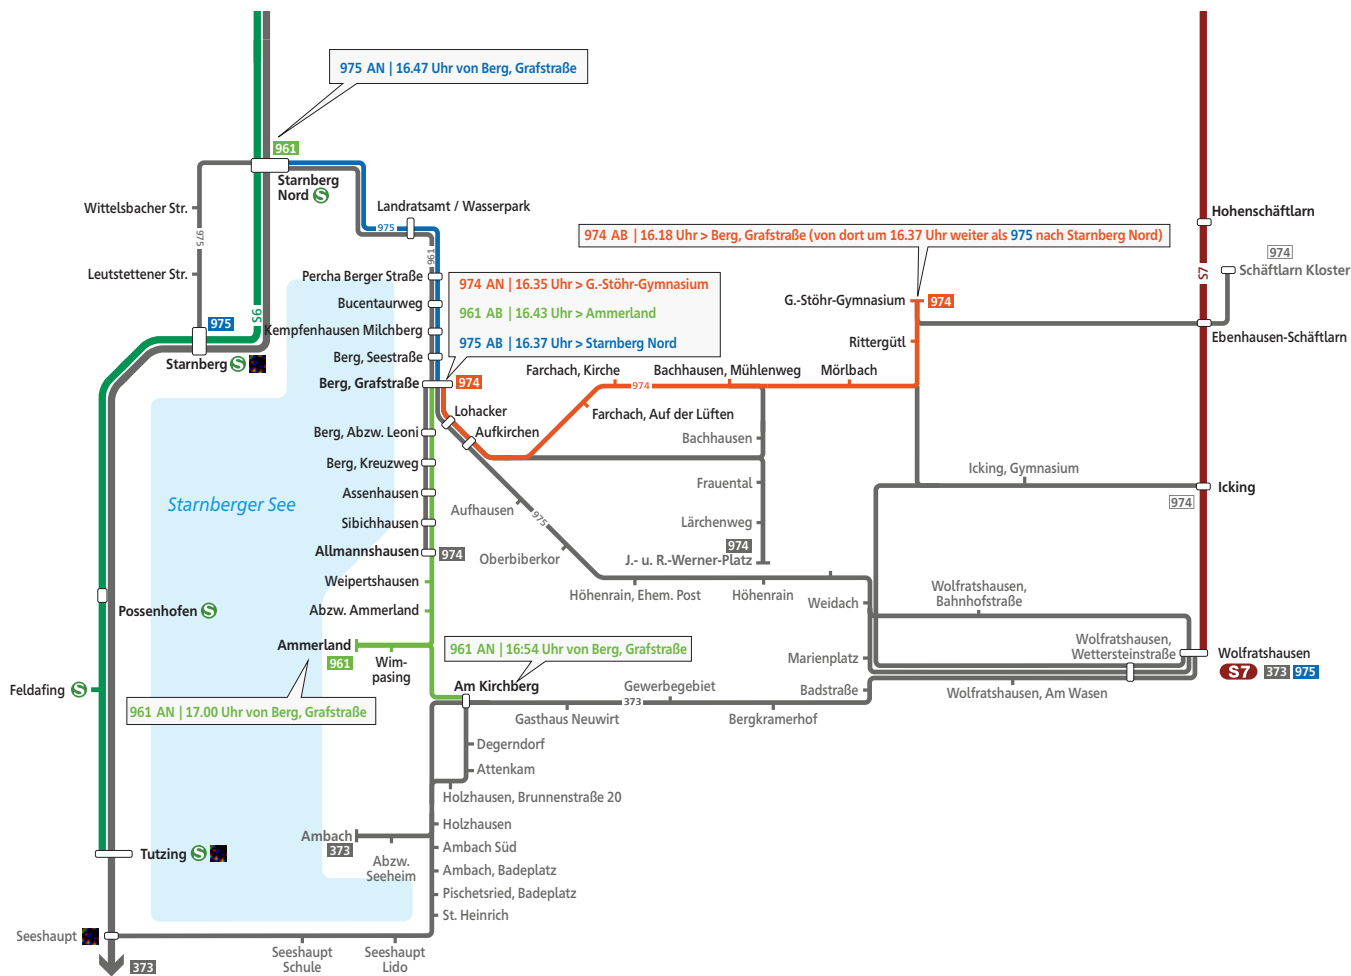 975 AN | 16.47 Uhr von Berg, Grafstraße
961
Starnberg
Nord S
Wittelsbacher Str.
975
Leutstettener Str.
S6
975
Starnberg S
Landratsamt / Wasserpark
975
961
Percha Berger Straße
Bucentaurweg
Kempfenhausen Milchberg
Berg, Seestraße
Berg, Grafstraße
974
974 AN | 16.35 Uhr > G.-Stöhr-Gymnasium
961 AB | 16.43 Uhr > Ammerland
975 AB | 16.37 Uhr > Starnberg Nord
974 AB | 16.18 Uhr > Berg, Grafstraße (von dort um 16.37 Uhr weiter als 975 nach Starnberg Nord)
G.-Stöhr-Gymnasium
974
Rittergütl
Farchach, Kirche
974
Bachhausen, Mühlenweg
Mörlbach
Farchach, Auf der Lüften
Lohacker
Aufkirchen
Bachhausen
Frauental
Lärchenweg
974
J.- u. R.-Werner-Platz
Hohenschäftlarn
974
Schäftlarn Kloster
S7
Ebenhausen-Schäftlarn
Icking, Gymnasium
Icking
974
Berg, Abzw. Leoni
Berg, Kreuzweg
Assenhausen
Sibichhausen
Allmannshausen
974
Weipertshausen
Abzw. Ammerland
Ammerland
961
Wim-
pasing
Starnberger See
Aufhausen
975
Oberbiberkor
Höhenrain, Ehem. Post
Höhenrain
Weidach
Wolfratshausen,
Bahnhofstraße
Marienplatz
Wolfratshausen,
Wettersteinstraße
Wolfratshausen
S7 373 975
Badstraße
Wolfratshausen, Am Wasen
961 AN | 16:54 Uhr von Berg, Grafstraße
Am Kirchberg
Gewerbegebiet
373
Gasthaus Neuwirt
Bergkramerhof
Possenhofen S
Feldafing S
961 AN | 17.00 Uhr von Berg, Grafstraße
Degerndorf
Attenkam
Holzhausen, Brunnenstraße 20
Holzhausen
Ambach
373
Abzw.
Seeheim
Ambach Süd
Ambach, Badeplatz
Pischetsried, Badeplatz
St. Heinrich
Tutzing S
Seeshaupt
Seeshaupt
Schule
Seeshaupt
Lido
373